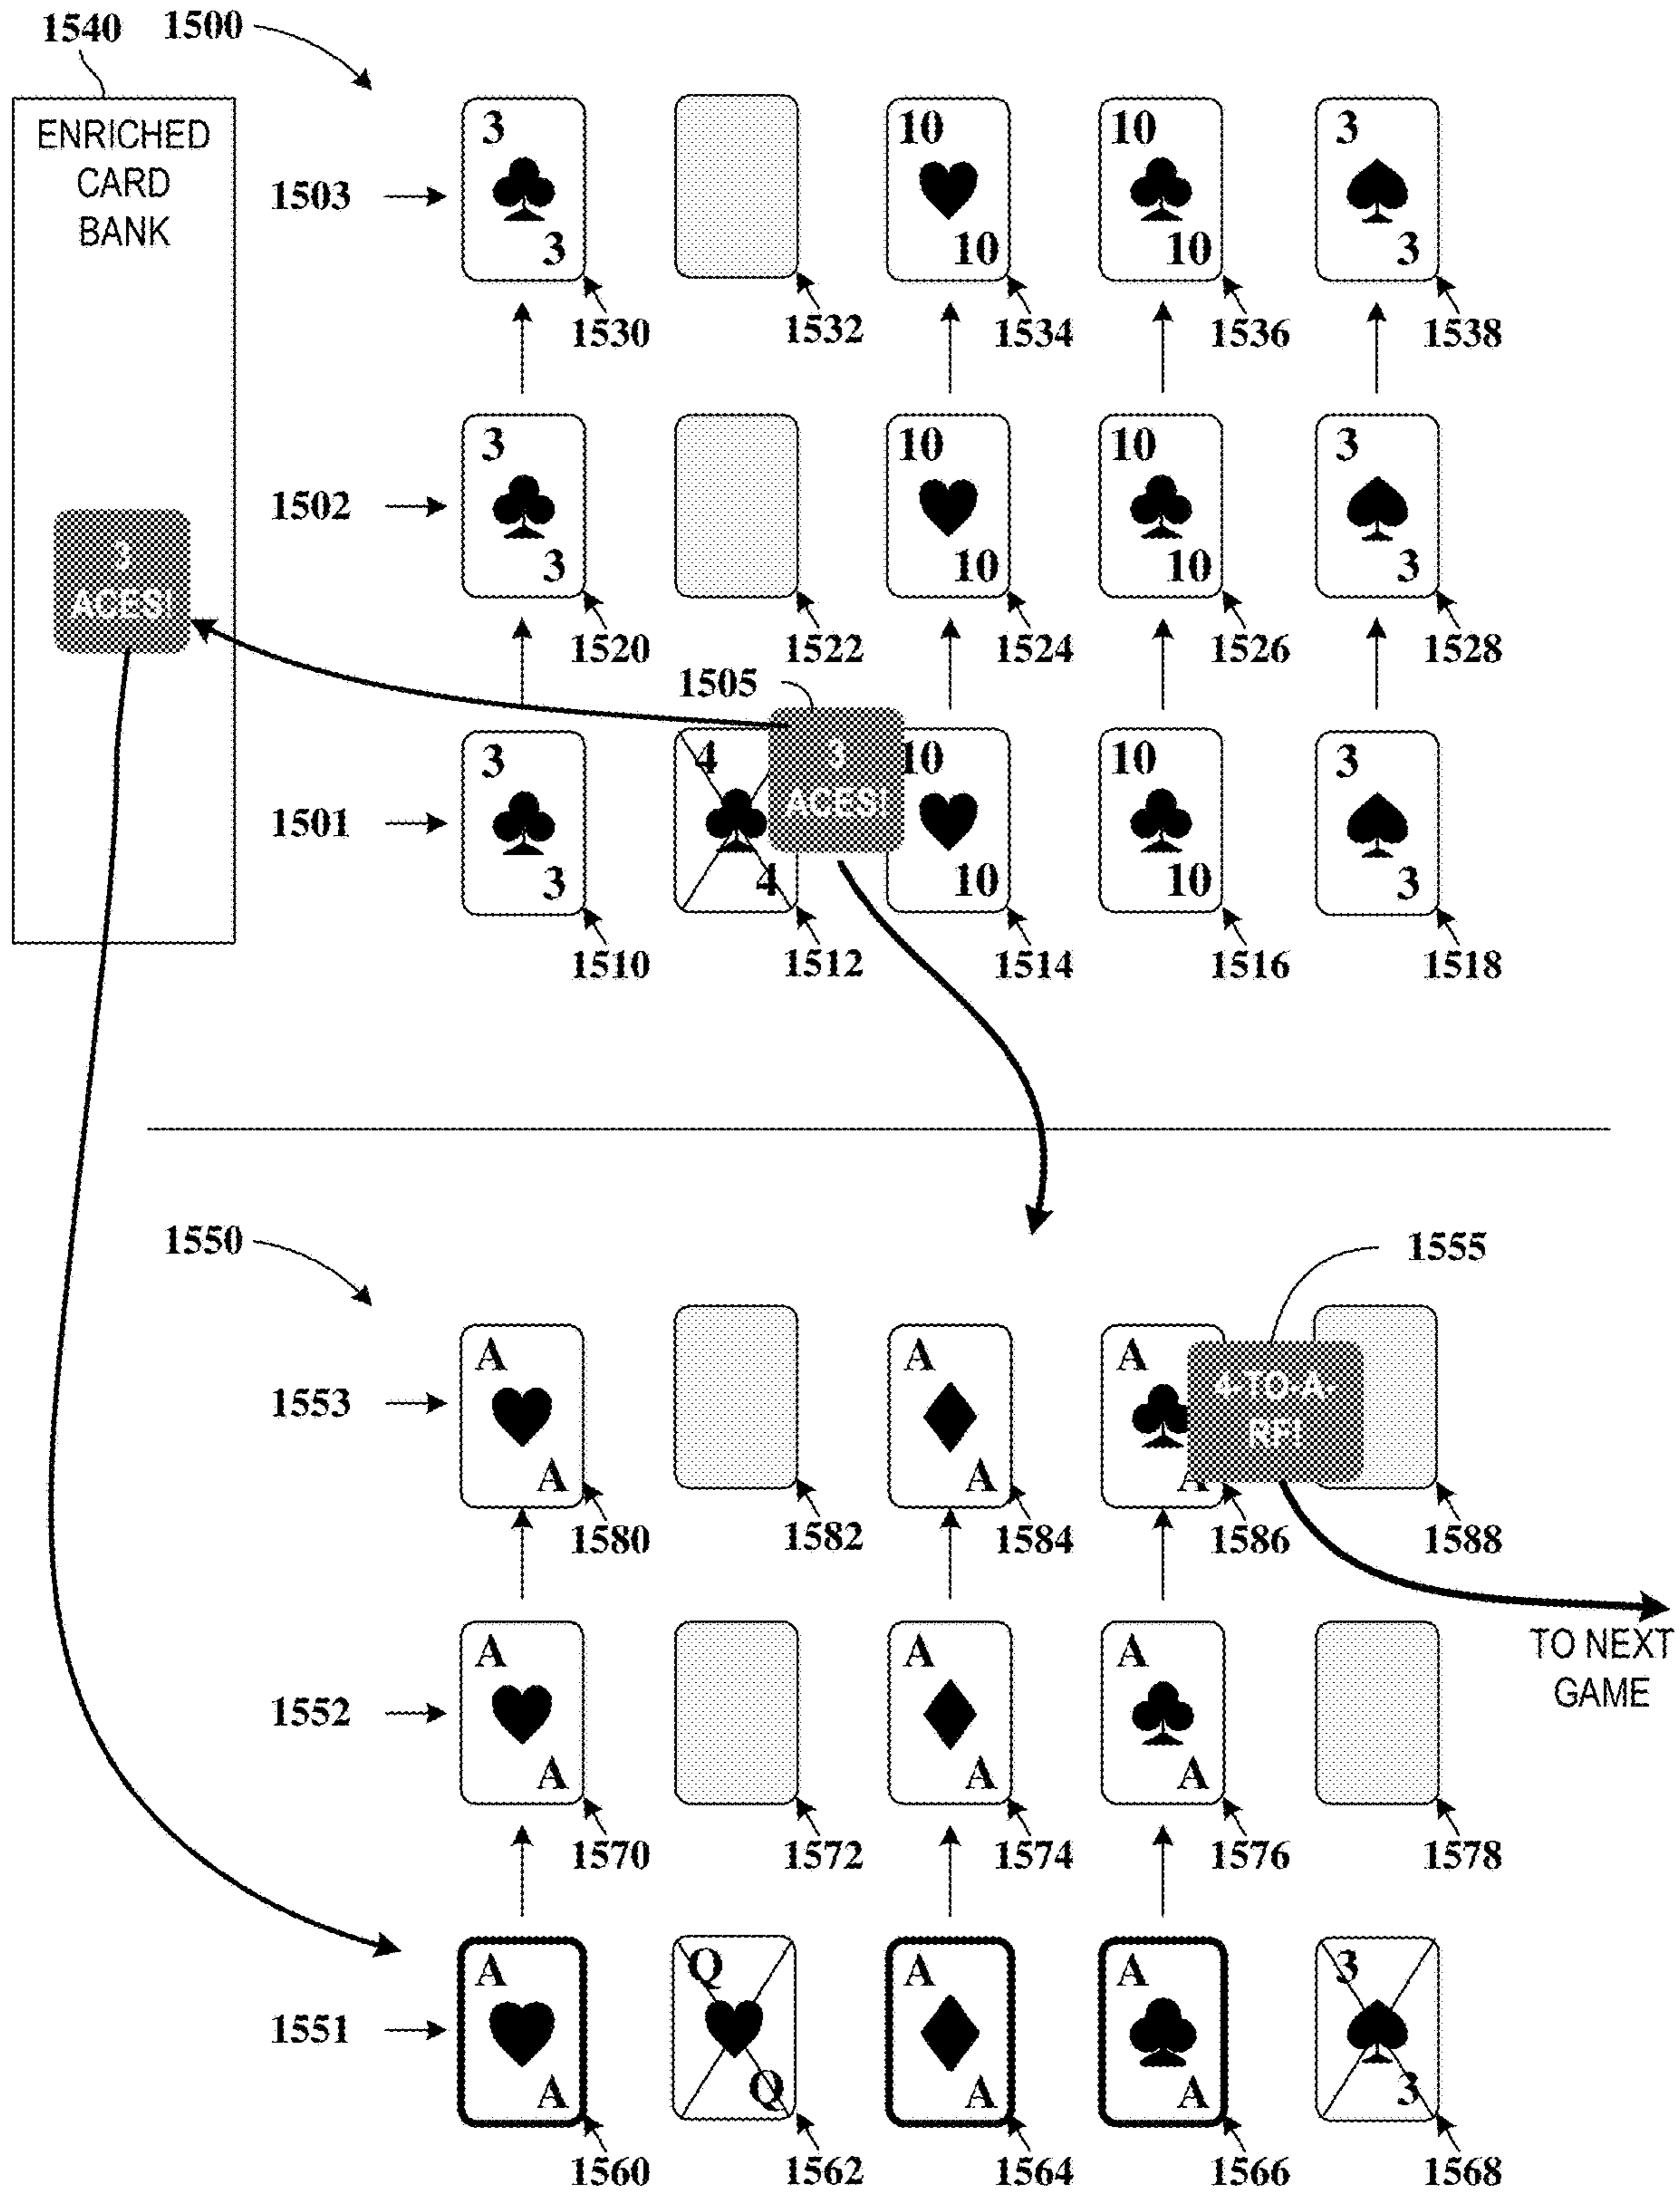 1540 1500
ENRICHED
CARD
BANK
3 10 10 3
1503
3 10 10 3
1530 1532 1534 1536 1538
3 10 10 3
1502
3
ACES!
3 10 10 3
1520 1522 1524 1526 1528
1505
3 4 3 10 10 3
ACES!
1501
3 4 10 10 3
1510 1512 1514 1516 1518
1550 1555
A A A
4-TO-A-
RF!
1553
A A A
1580 1582 1584 1586 1588
TO NEXT
GAME
A A A
1552
A A A
1570 1572 1574 1576 1578
A Q A A 3
1551
A Q A A 3
1560 1562 1564 1566 1568